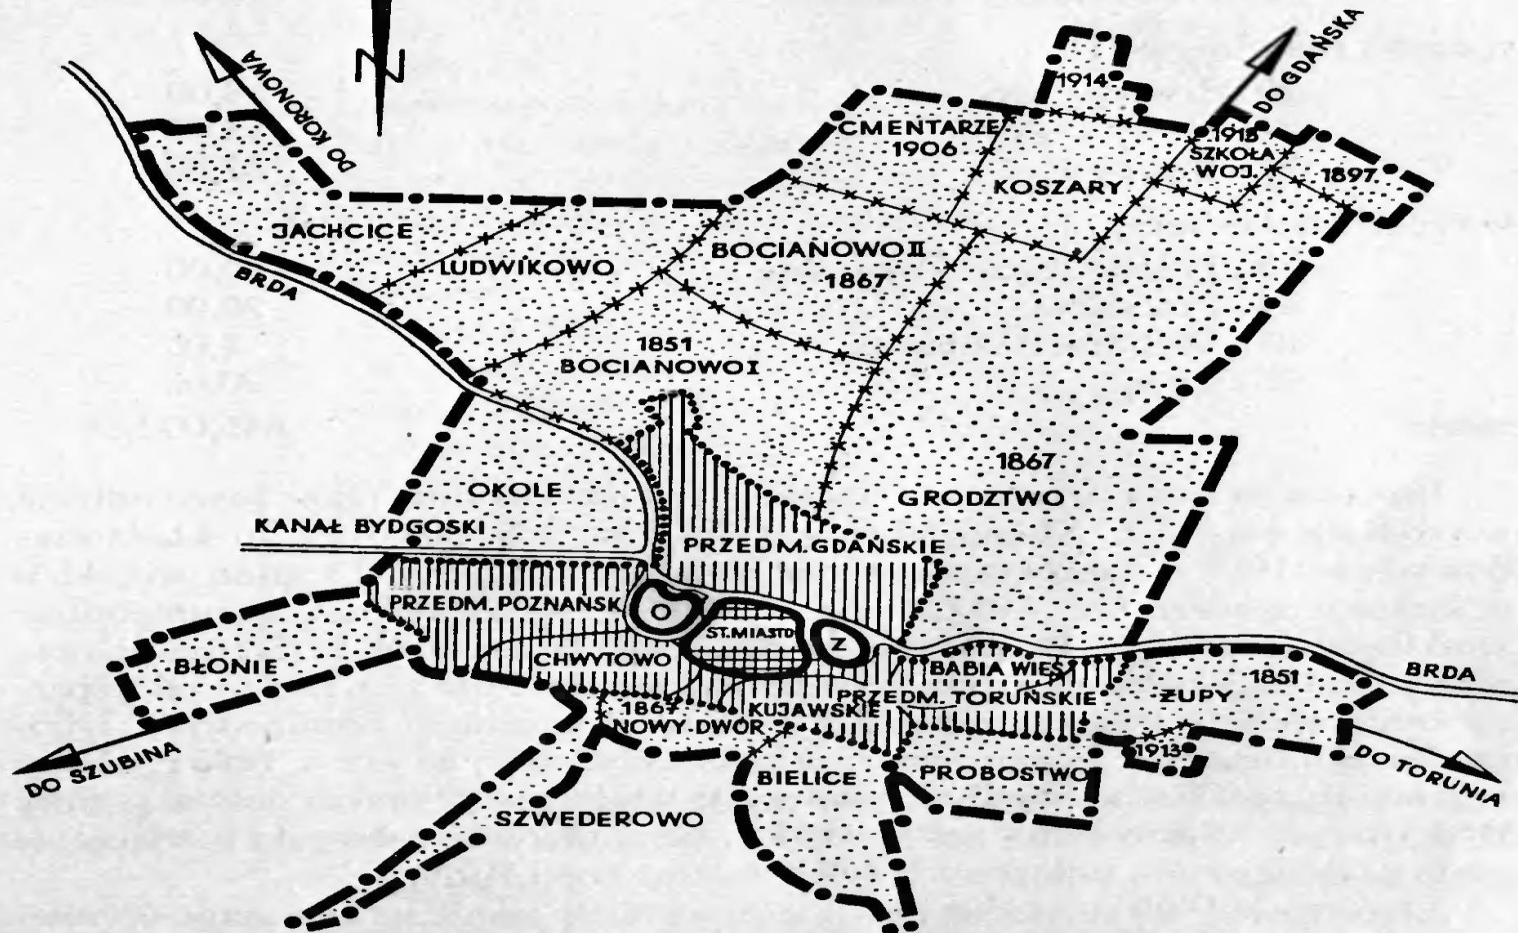 N
DO KORONOWA
DO GDAŃSKA
1914
CMENTARZE
1906
KOSZARY
1913
SZKOŁA
WOJ.
1897
JACHCICE
LUDWIKOWO
BOCIANOWO II
1867
BRDA
1851
BOCIANOWO I
1867
GRODZTWO
OKOLE
KANAŁ BYDGOSKI
PRZEDM. GDAŃSKIE
PRZEDM. POZNAŃSK
O
ST. MIASTO
Z
BŁONIE
CHWYTOWO
BABIA WIEŚ
BRDA
PRZEDM. TORUŃSKIE
ŻUPY
1851
1867
NOWY DWÓR
KUJAWSKIE
1913
DO SZUBINA
BIELICE
PROBOSTWO
DO TORUNIA
SZWEDEROWO